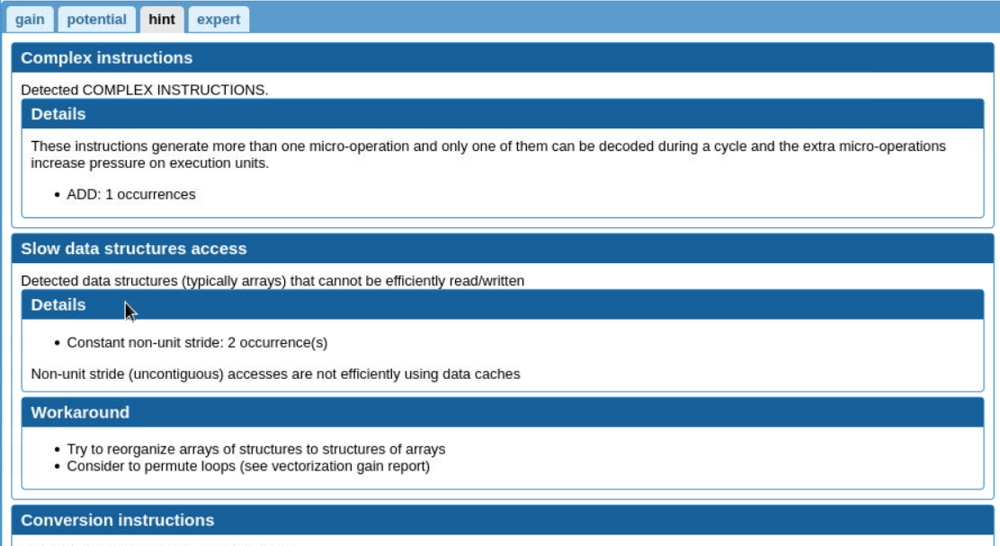 gain potential hint expert
Complex instructions
Detected COMPLEX INSTRUCTIONS.
Details
These instructions generate more than one micro-operation and only one of them can be decoded during a cycle and the extra micro-operations
increase pressure on execution units.
• ADD: 1 occurrences
Slow data structures access
Detected data structures (typically arrays) that cannot be efficiently read/written
Details
• Constant non-unit stride: 2 occurrence(s)
Non-unit stride (uncontiguous) accesses are not efficiently using data caches
Workaround
• Try to reorganize arrays of structures to structures of arrays
• Consider to permute loops (see vectorization gain report)
Conversion instructions